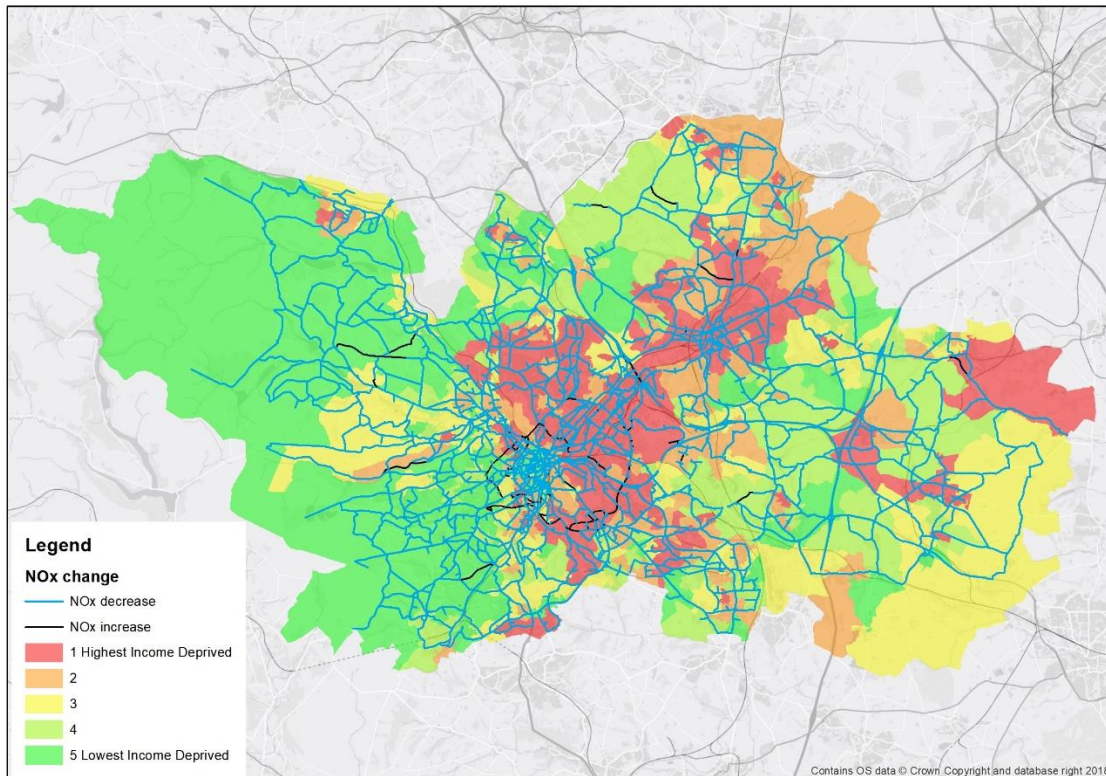 Legend
NOx change
NOx decrease
NOx increase
1 Highest Income Deprived
2
3
4
5 Lowest Income Deprived
Contains OS data © Crown Copyright and database right 2018